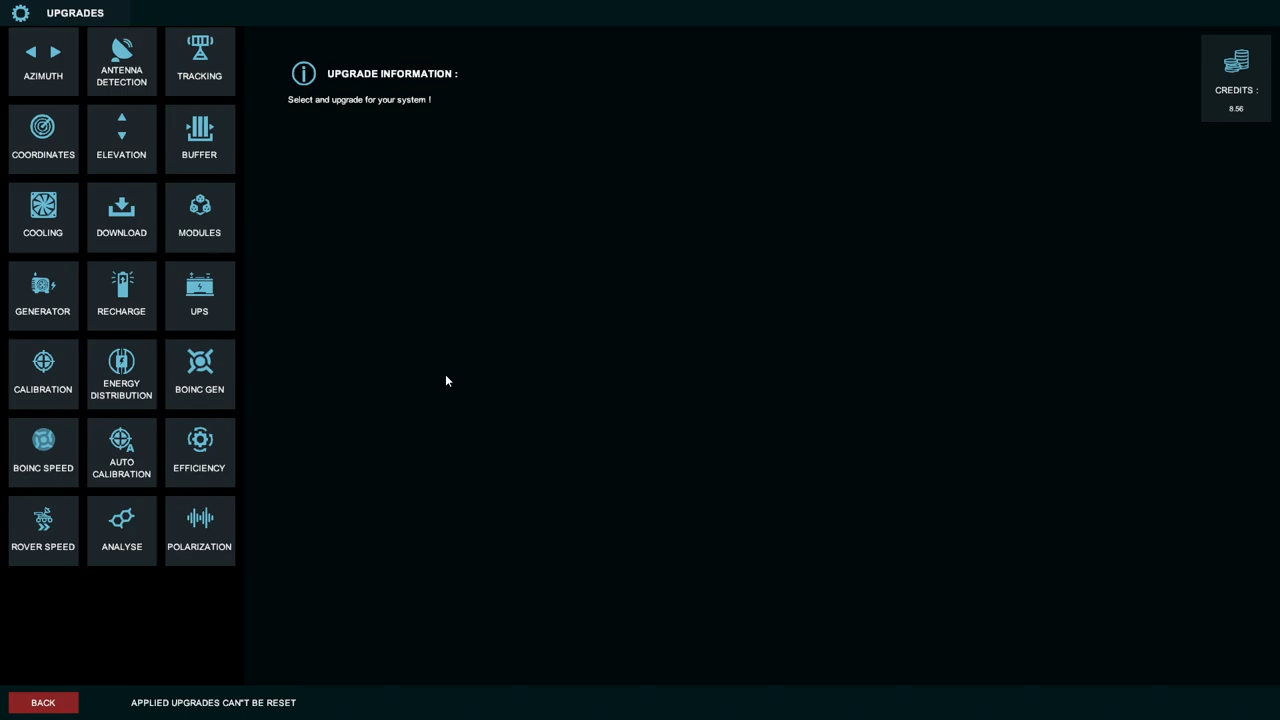 UPGRADES
AZIMUTH
ANTENNA
DETECTION
TRACKING
COORDINATES
ELEVATION
BUFFER
COOLING
DOWNLOAD
MODULES
GENERATOR
RECHARGE
UPS
CALIBRATION
ENERGY
DISTRIBUTION
BOINC GEN
BOINC SPEED
AUTO
CALIBRATION
EFFICIENCY
ROVER SPEED
ANALYSE
POLARIZATION
UPGRADE INFORMATION :
Select and upgrade for your system !
CREDITS :
8.56
BACK
APPLIED UPGRADES CAN"T BE RESET